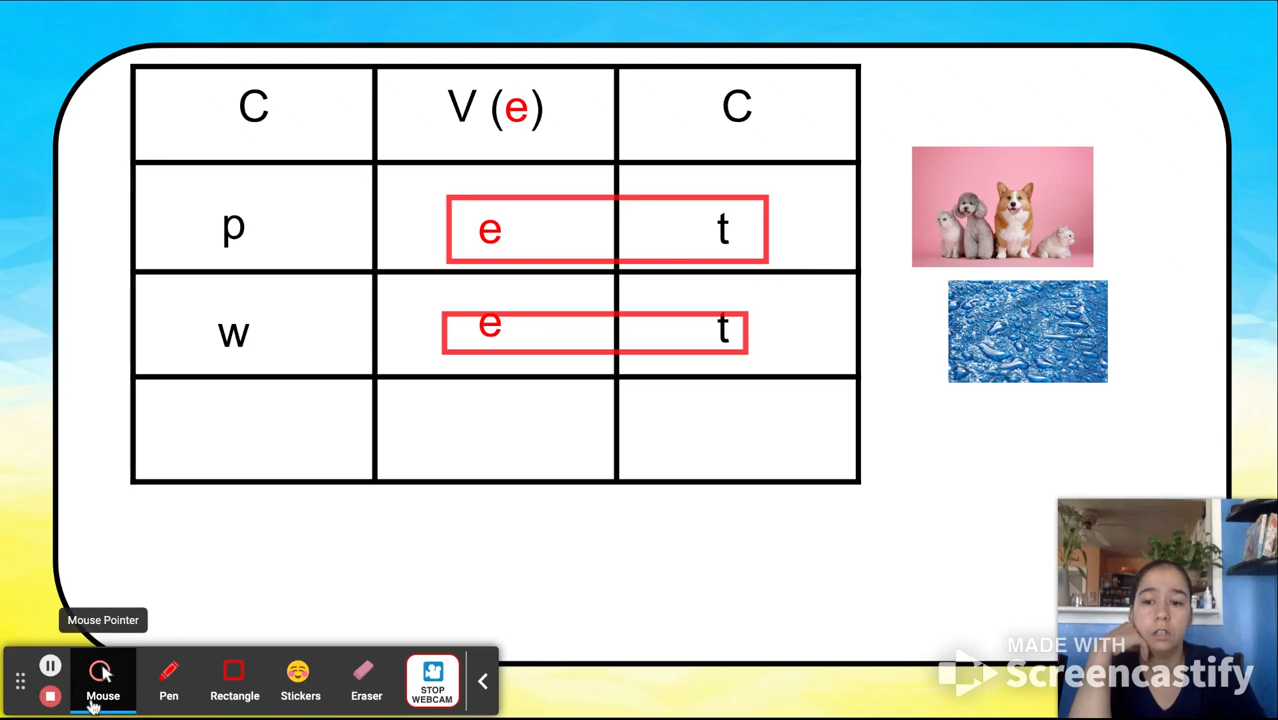 C V (e) C
p e t
w e t
Mouse Pointer
Mouse Pen Rectangle Stickers Eraser STOP WEBCAM
MADE WITH
Screencastify